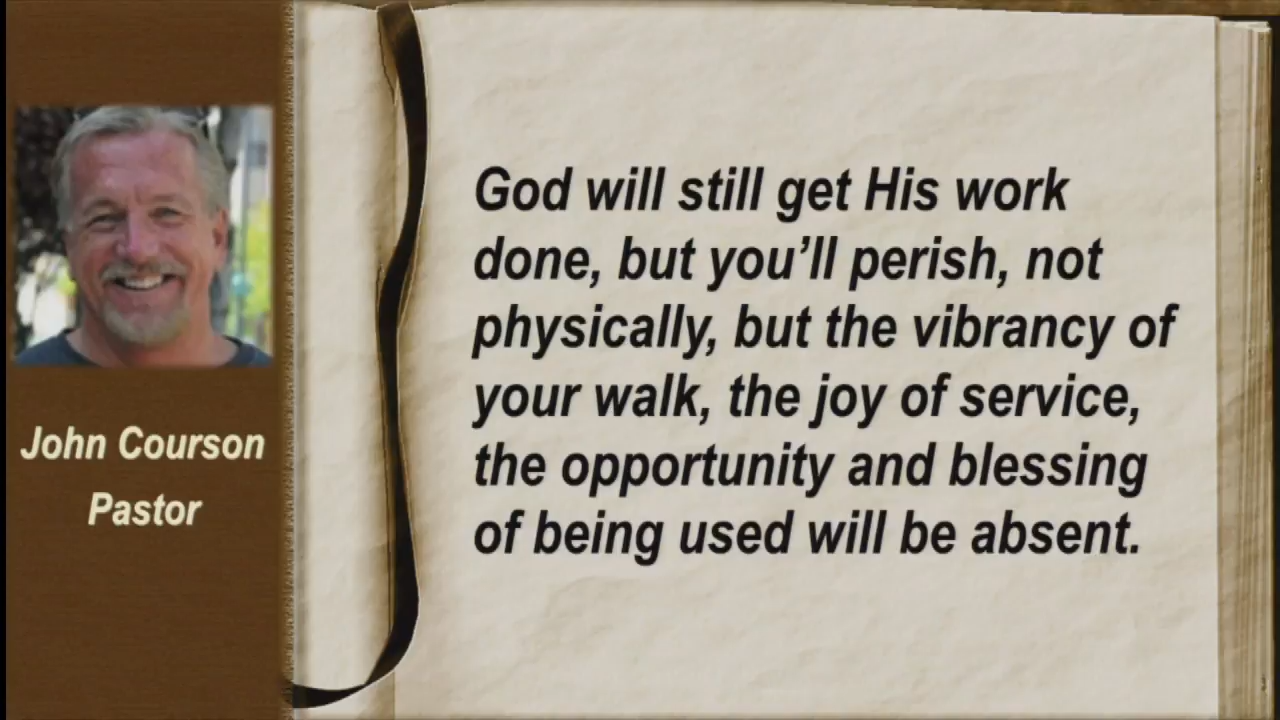 John Courson
Pastor
God will still get His work
done, but you’ll perish, not
physically, but the vibrancy of
your walk, the joy of service,
the opportunity and blessing
of being used will be absent.